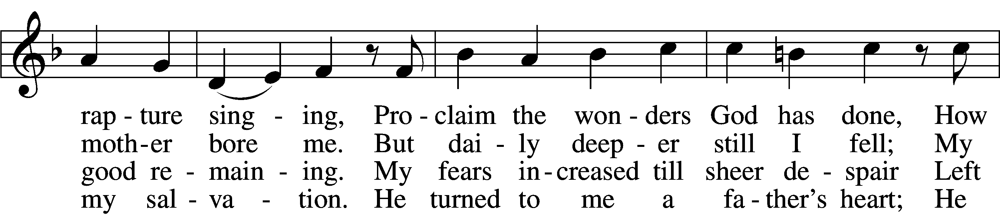 rap - ture sing - ing, Pro - claim the won - ders God has done, How
moth - er bore me. But dai - ly deep - er still I fell; My
good re - main - ing. My fears in - creased till sheer de - spair Left
my sal - va - tion. He turned to me a fa - ther's heart; He